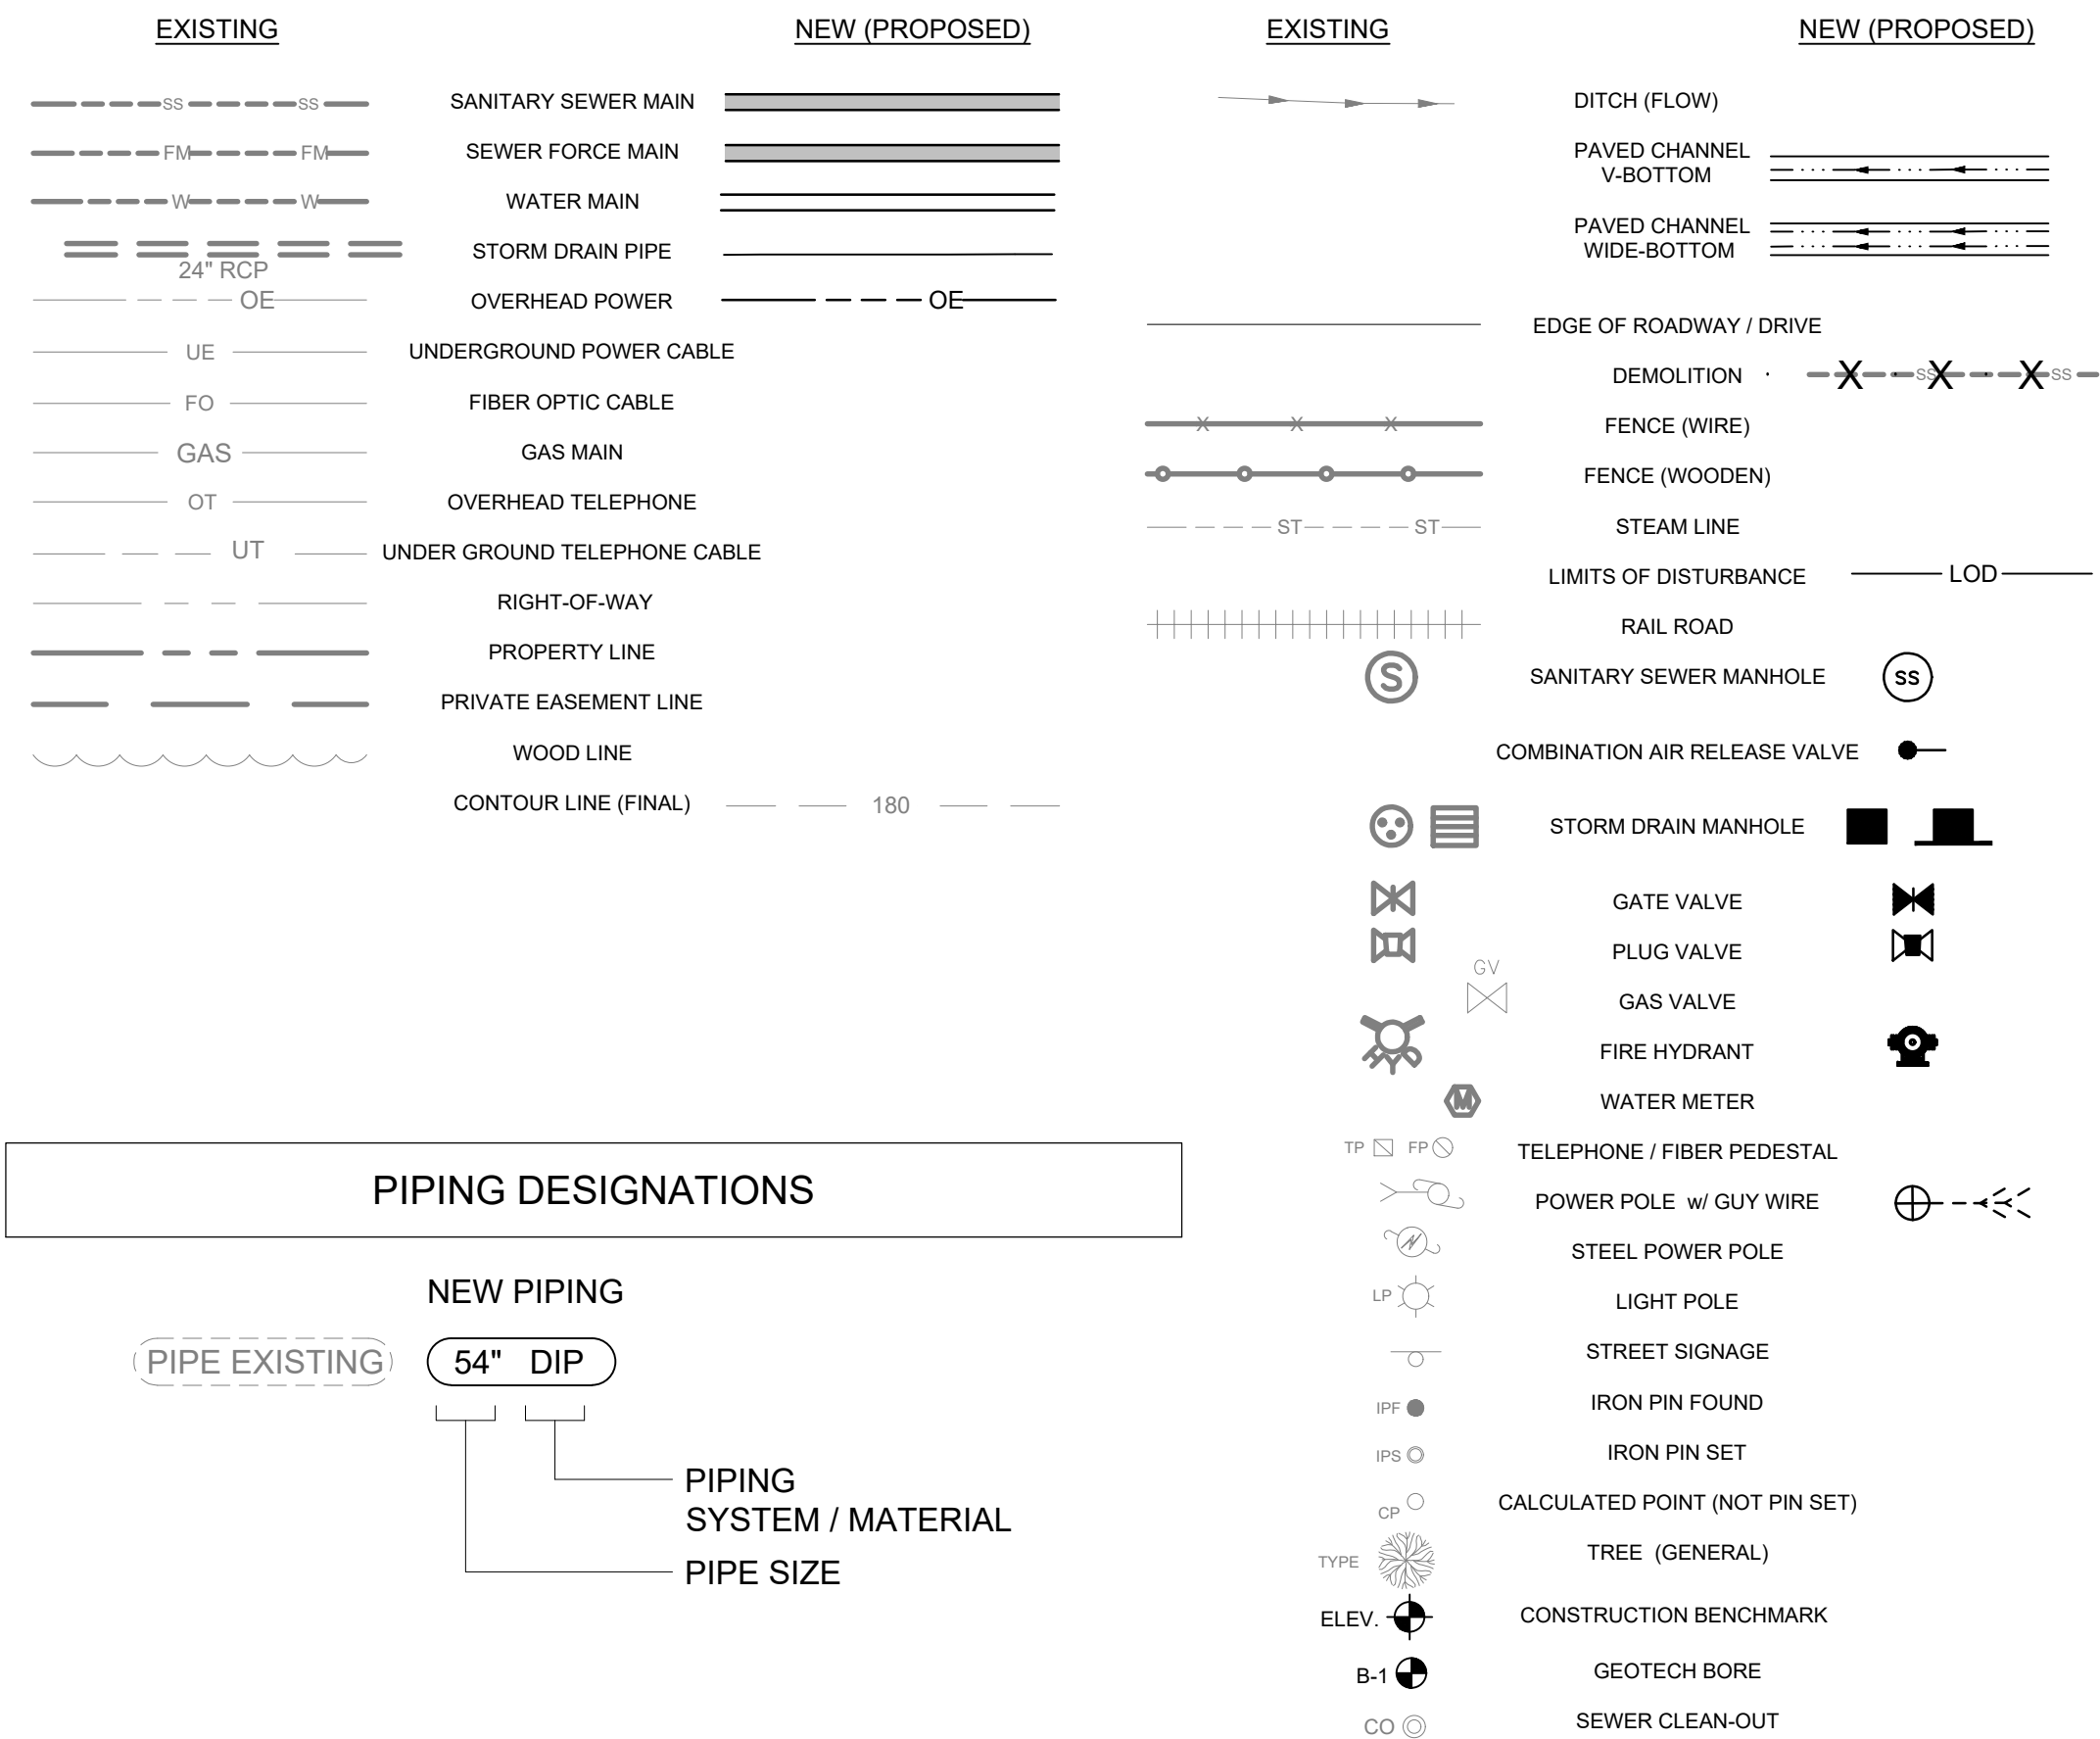 EXISTING NEW (PROPOSED)
SS SS SANITARY SEWER MAIN
FM FM SEWER FORCE MAIN
W W WATER MAIN
STORM DRAIN PIPE
24" RCP
OE OVERHEAD POWER OE
UE UNDERGROUND POWER CABLE
FO FIBER OPTIC CABLE
GAS GAS MAIN
OT OVERHEAD TELEPHONE
UT UNDER GROUND TELEPHONE CABLE
RIGHT-OF-WAY
PROPERTY LINE
PRIVATE EASEMENT LINE
WOOD LINE
CONTOUR LINE (FINAL) 180
PIPING DESIGNATIONS
NEW PIPING
PIPE EXISTING 54" DIP
PIPING
SYSTEM / MATERIAL
PIPE SIZE
EXISTING NEW (PROPOSED)
DITCH (FLOW)
PAVED CHANNEL
V-BOTTOM
PAVED CHANNEL
WIDE-BOTTOM
EDGE OF ROADWAY / DRIVE
DEMOLITION X SS X X SS
X X X FENCE (WIRE)
FENCE (WOODEN)
ST ST STEAM LINE
LIMITS OF DISTURBANCE LOD
RAIL ROAD
S SANITARY SEWER MANHOLE SS
COMBINATION AIR RELEASE VALVE
STORM DRAIN MANHOLE
GATE VALVE
PLUG VALVE
GV
GAS VALVE
FIRE HYDRANT
M WATER METER
TP FP TELEPHONE / FIBER PEDESTAL
POWER POLE w/ GUY WIRE
STEEL POWER POLE
LP LIGHT POLE
STREET SIGNAGE
IPF IRON PIN FOUND
IPS IRON PIN SET
CP CALCULATED POINT (NOT PIN SET)
TYPE TREE (GENERAL)
ELEV. CONSTRUCTION BENCHMARK
B-1 GEOTECH BORE
CO SEWER CLEAN-OUT